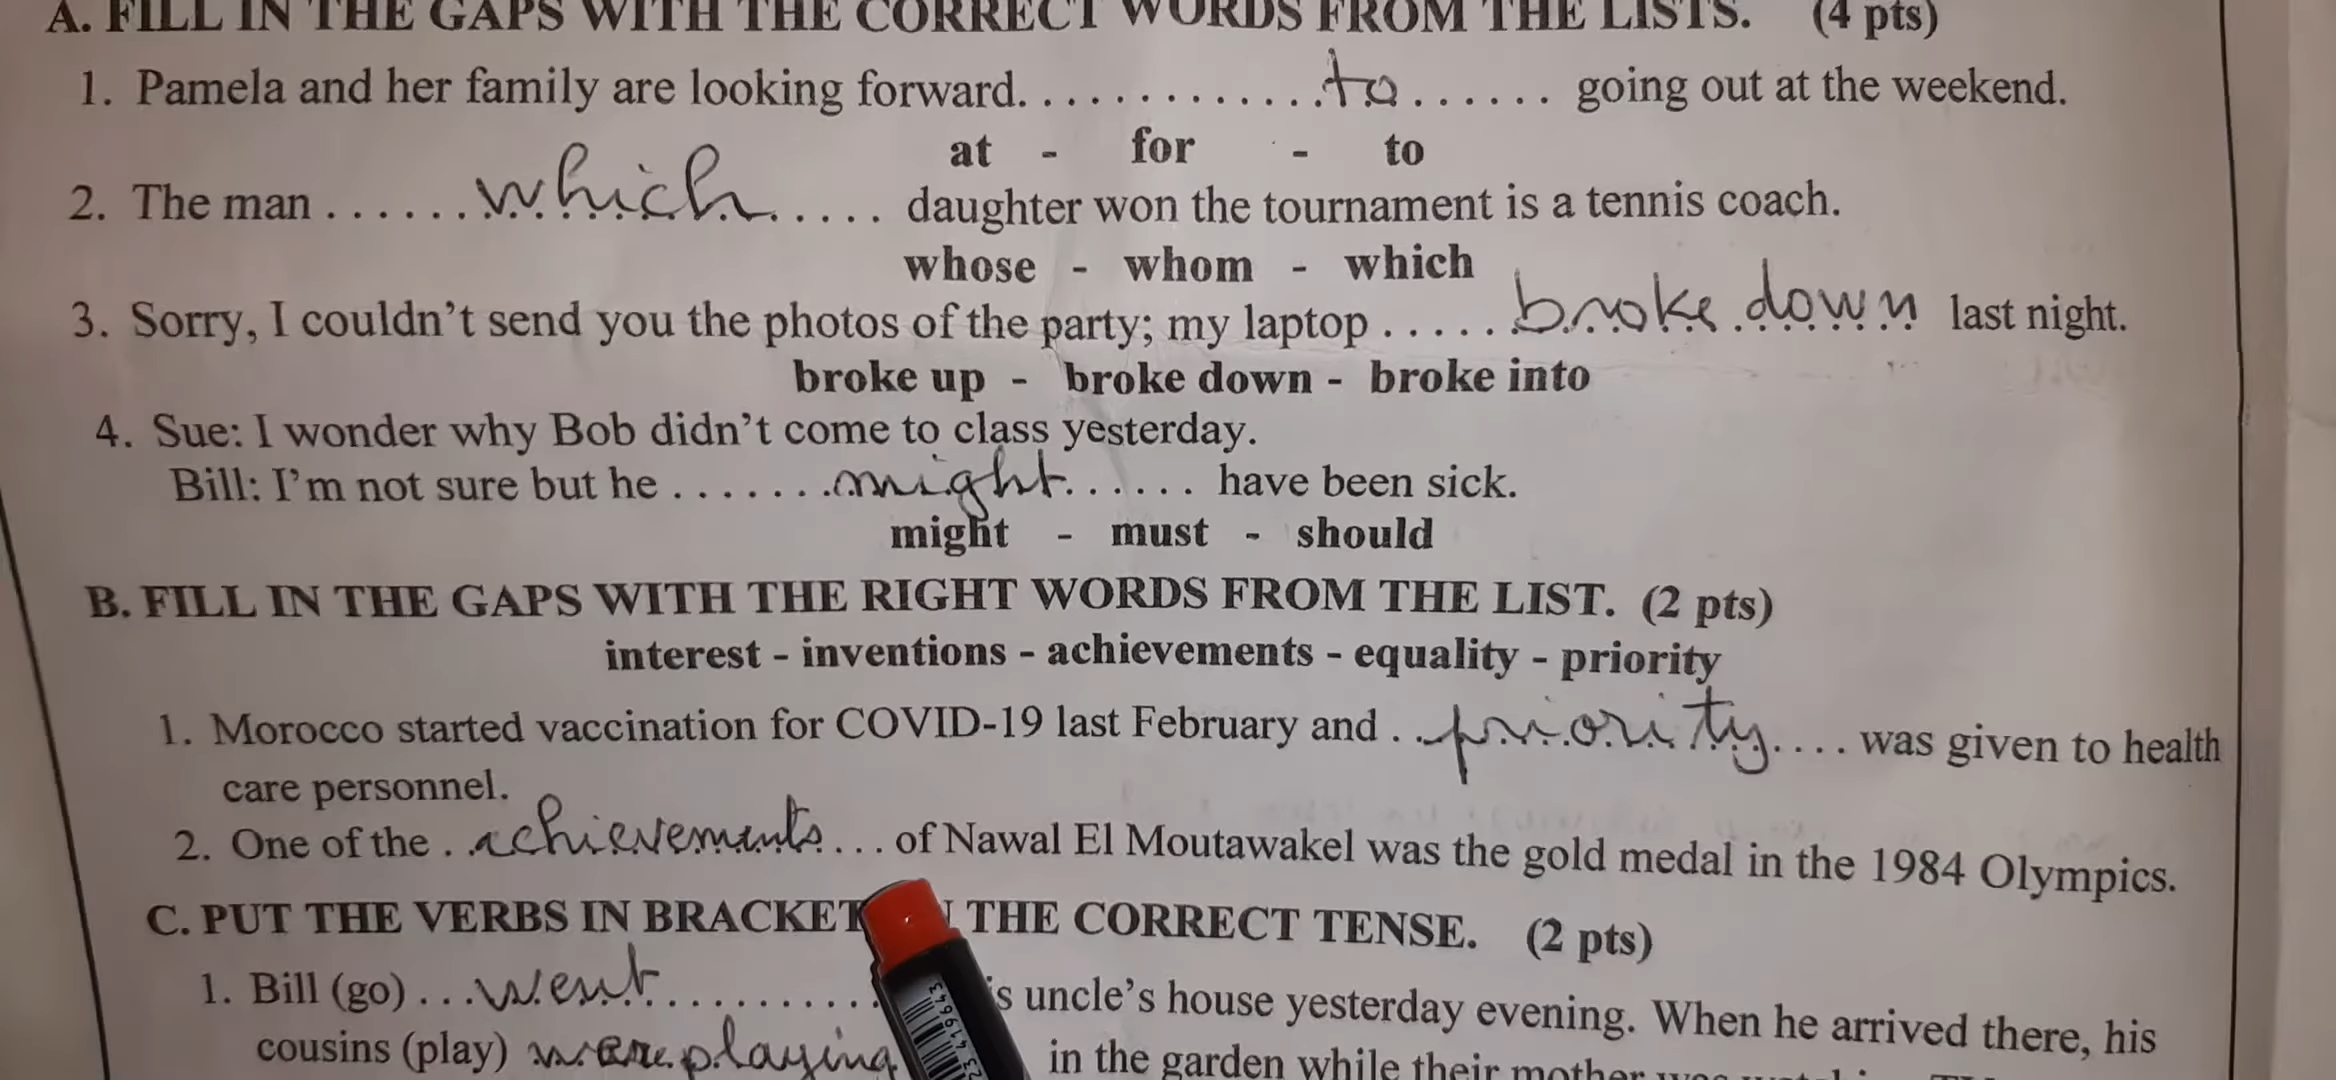 A. FILL IN THE GAPS WITH THE CORRECT WORDS FROM THE LISTS. (4 pts)
1. Pamela and her family are looking forward. . . . . . . . . . . . . .to. . . . . . going out at the weekend.
at - for - to
2. The man . . . . . . which. . . . . daughter won the tournament is a tennis coach.
whose - whom - which
3. Sorry, I couldn't send you the photos of the party; my laptop . . . . . broke down last night.
broke up - broke down - broke into
4. Sue: I wonder why Bob didn't come to class yesterday.
Bill: I'm not sure but he . . . . . . . might. . . . . . have been sick.
might - must - should
B. FILL IN THE GAPS WITH THE RIGHT WORDS FROM THE LIST. (2 pts)
interest - inventions - achievements - equality - priority
1. Morocco started vaccination for COVID-19 last February and . . priority. . . . was given to health
care personnel.
2. One of the . . achievements. . . of Nawal El Moutawakel was the gold medal in the 1984 Olympics.
C. PUT THE VERBS IN BRACKET THE CORRECT TENSE. (2 pts)
1. Bill (go) . . . went. . . . . . . . . . s uncle's house yesterday evening. When he arrived there, his
cousins (play) were playing in the garden while their mother was